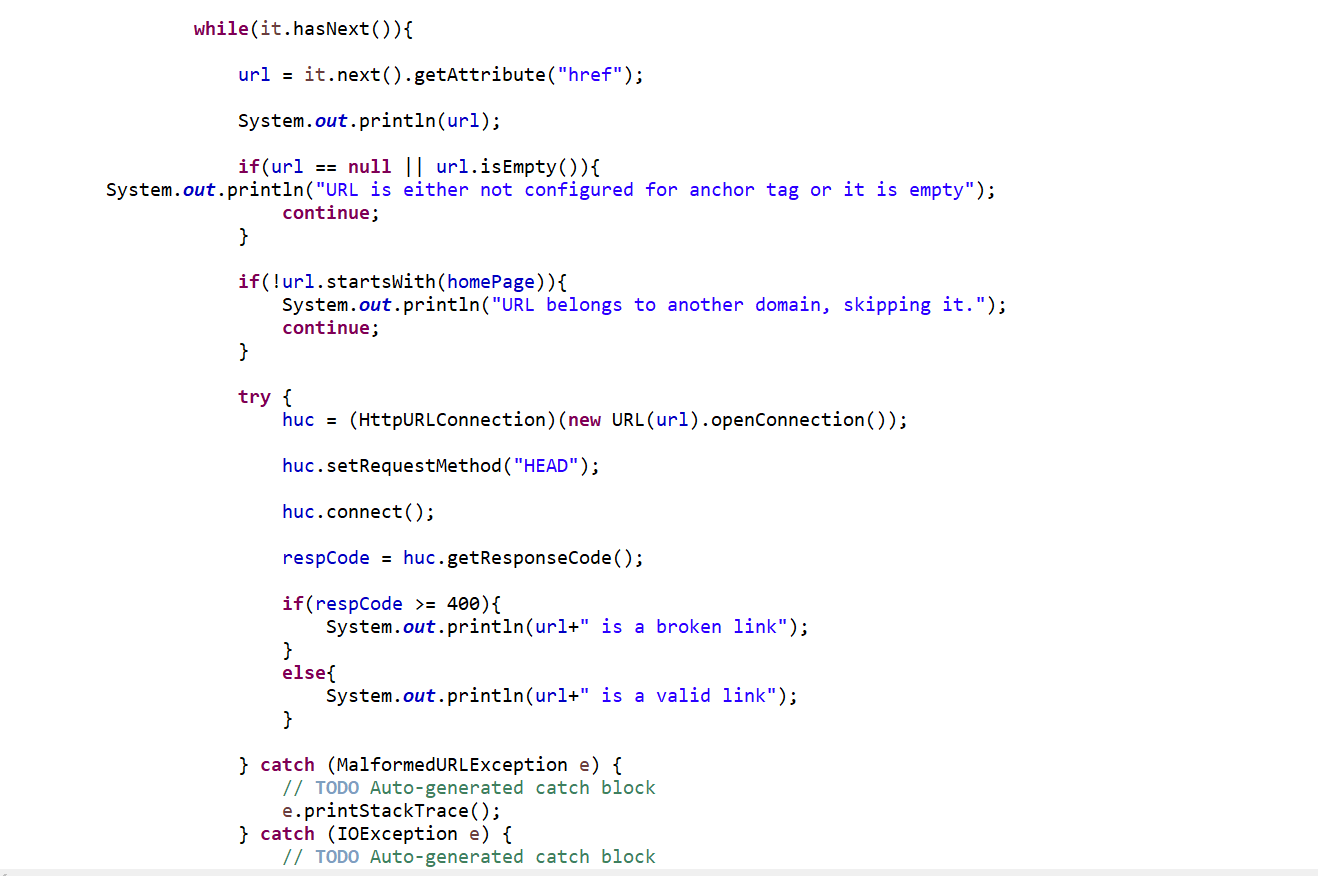 while(it.hasNext()){
url = it.next().getAttribute("href");
System.out.println(url);
if(url == null || url.isEmpty()){
System.out.println("URL is either not configured for anchor tag or it is empty");
continue;
}
if(!url.startsWith(homePage)){
System.out.println("URL belongs to another domain, skipping it.");
continue;
}
try {
huc = (HttpURLConnection)(new URL(url).openConnection());
huc.setRequestMethod("HEAD");
huc.connect();
respCode = huc.getResponseCode();
if(respCode >= 400){
System.out.println(url+" is a broken link");
}
else{
System.out.println(url+" is a valid link");
}
} catch (MalformedURLException e) {
// TODO Auto-generated catch block
e.printStackTrace();
} catch (IOException e) {
// TODO Auto-generated catch block